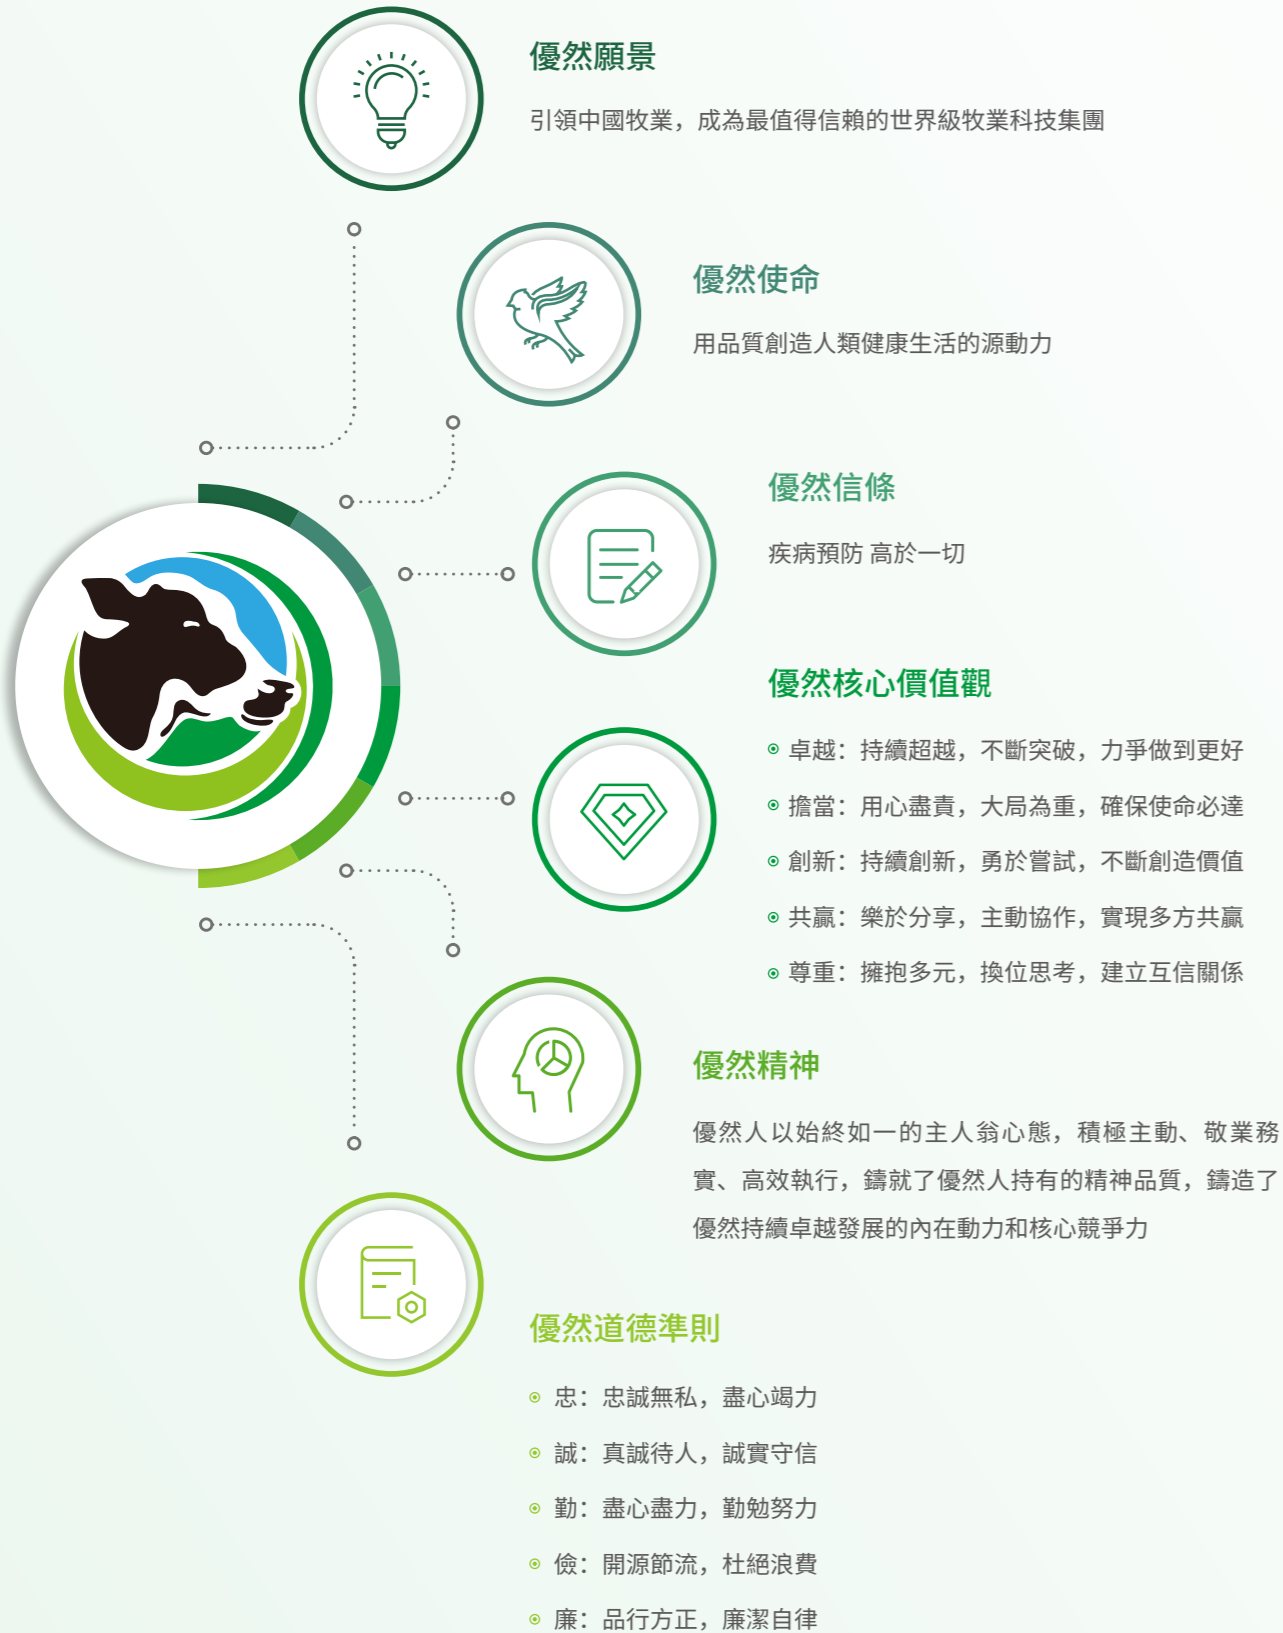 優然願景
引領中國牧業，成為最值得信賴的世界級牧業科技集團
優然使命
用品質創造人類健康生活的源動力
優然信條
疾病預防 高於一切
優然核心價值觀
卓越：持續超越，不斷突破，力爭做到更好
擔當：用心盡責，大局為重，確保使命必達
創新：持續創新，勇於嘗試，不斷創造價值
共贏：樂於分享，主動協作，實現多方共贏
尊重：擁抱多元，換位思考，建立互信關係
優然精神
優然人以始終如一的主人翁心態，積極主動、敬業務
實、高效執行，鑄就了優然人持有的精神品質，鑄造了
優然持續卓越發展的內在動力和核心競爭力
優然道德準則
忠：忠誠無私，盡心竭力
誠：真誠待人，誠實守信
勤：盡心盡力，勤勉努力
儉：開源節流，杜絕浪費
廉：品行方正，廉潔自律